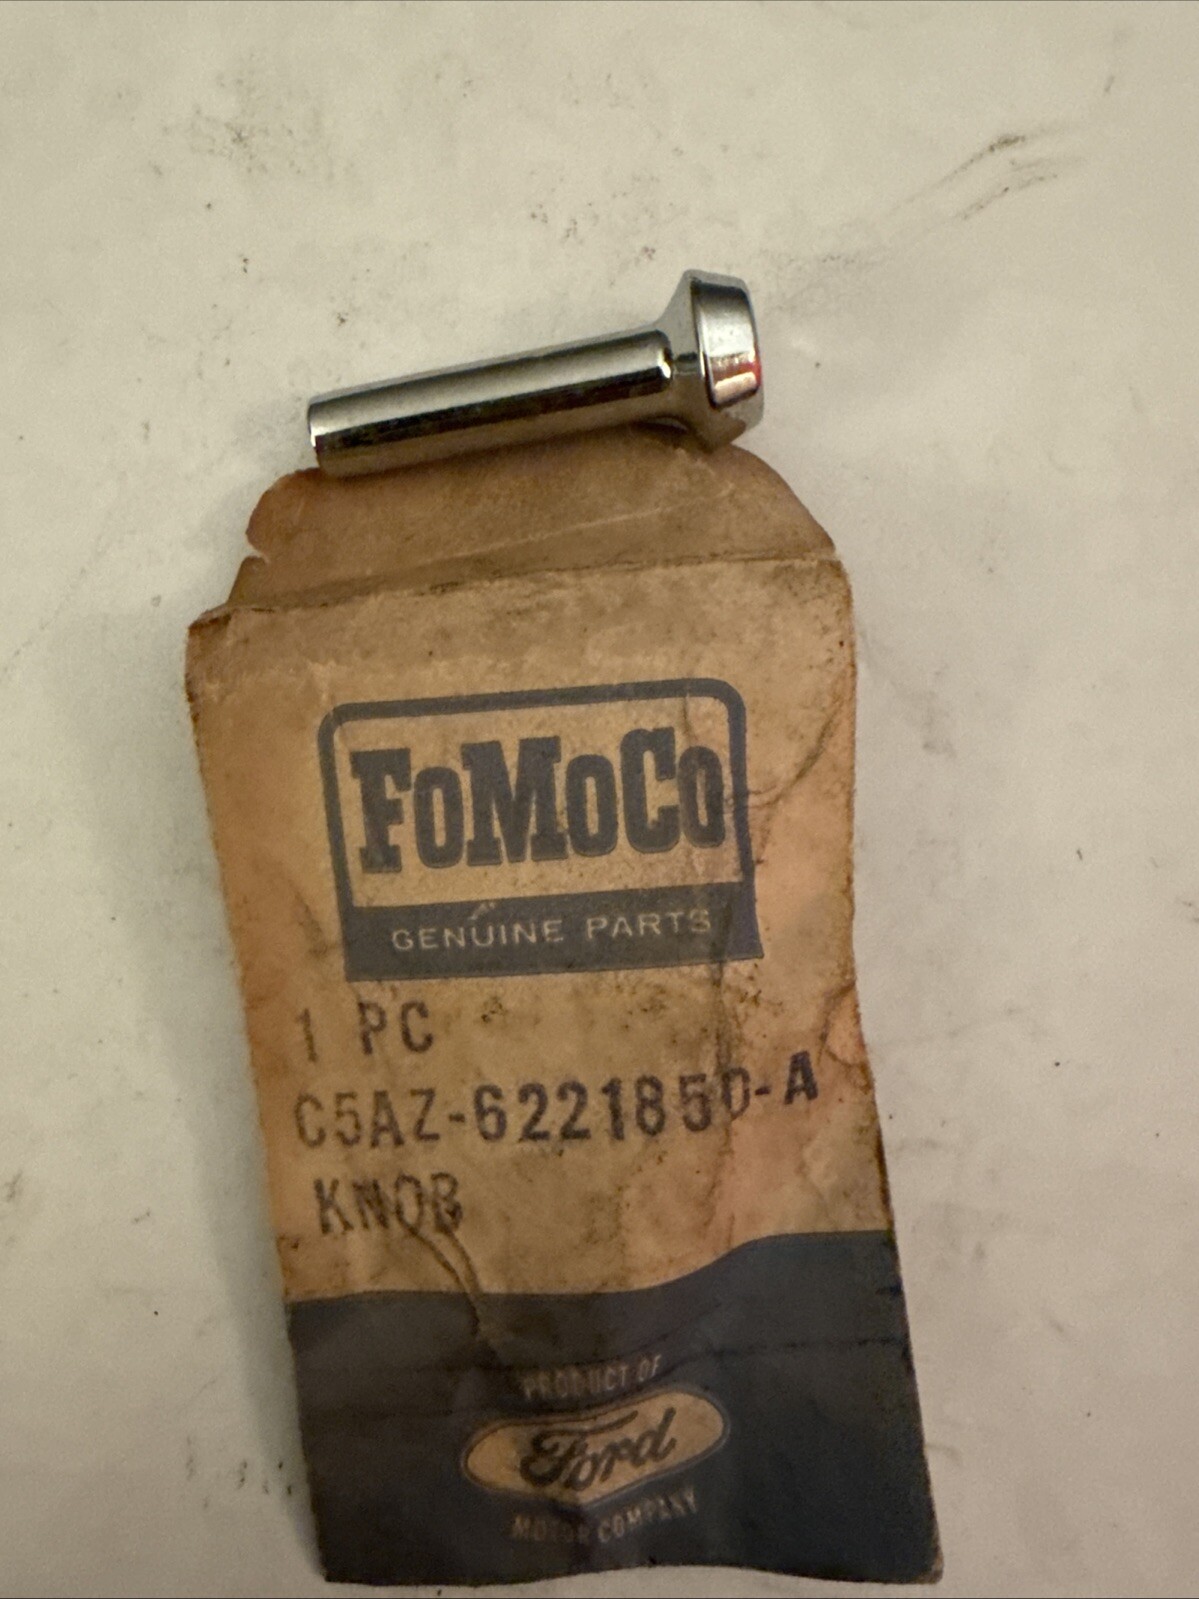 FoMoCo
GENUINE PARTS
1 PC
C5AZ-6221850-A
KNOB
PRODUCT OF
Ford
MOTOR COMPANY